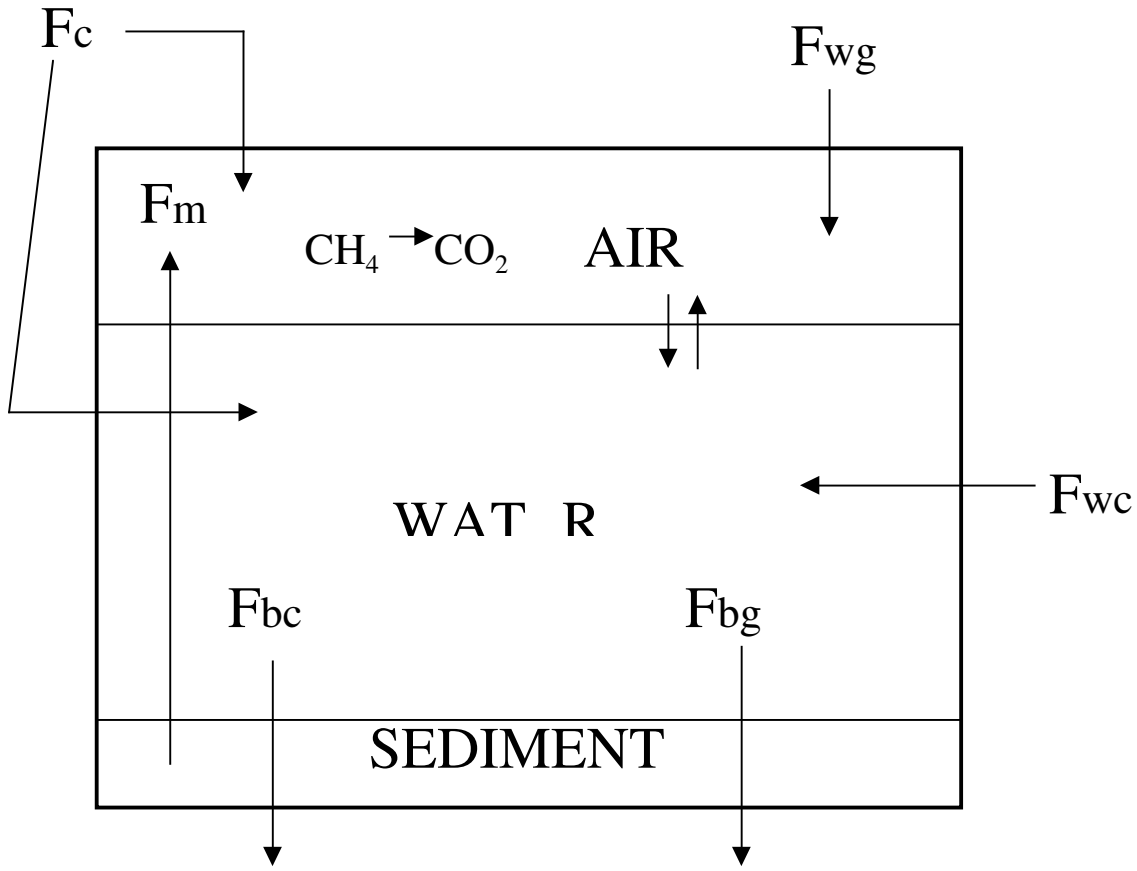 Fc
Fwg
Fm
CH₄ → CO₂
AIR
Fwc
WAT R
Fbc
Fbg
SEDIMENT